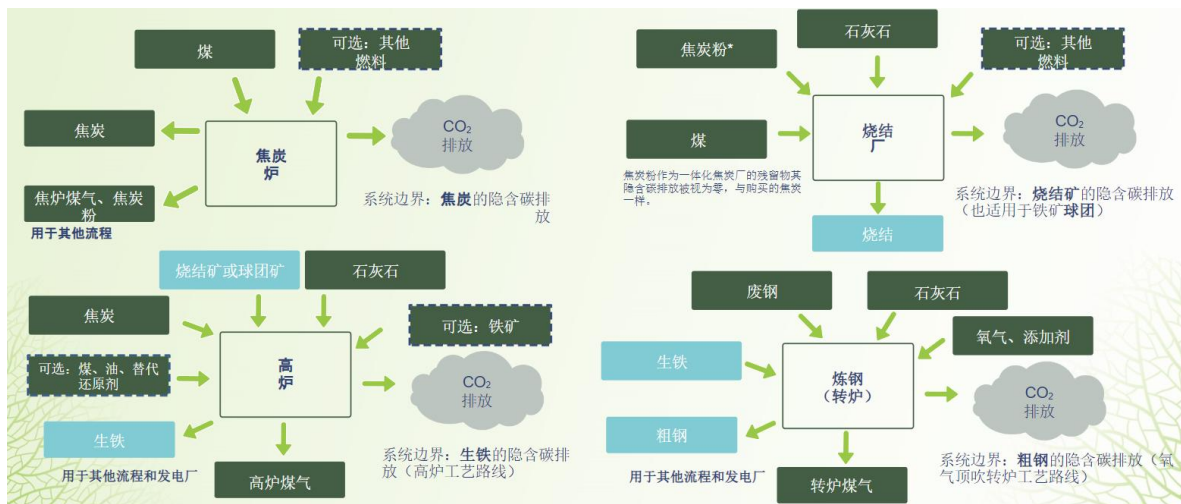 煤
可选：其他
燃料
焦炭
焦炭
炉
CO₂
排放
焦炉煤气、焦炭
粉
用于其他流程
系统边界：焦炭的隐含碳排
放
石灰石
焦炭粉*
可选：其他
燃料
煤
烧结
厂
CO₂
排放
焦炭粉作为一体化焦炭厂的残留物其
隐含碳排放被视为零，与购买的焦炭
一样。
系统边界：烧结矿的隐含碳排放
（也适用于铁矿球团）
烧结
烧结矿或球团矿
石灰石
焦炭
可选：铁矿
可选：煤、油、替代
还原剂
高
炉
CO₂
排放
生铁
用于其他流程和发电厂
高炉煤气
系统边界：生铁的隐含碳排
放（高炉工艺路线）
废钢
石灰石
氧气、添加剂
生铁
炼钢
（转炉）
CO₂
排放
粗钢
用于其他流程和发电厂
转炉煤气
系统边界：粗钢的隐含碳排放（氧
气顶吹转炉工艺路线）